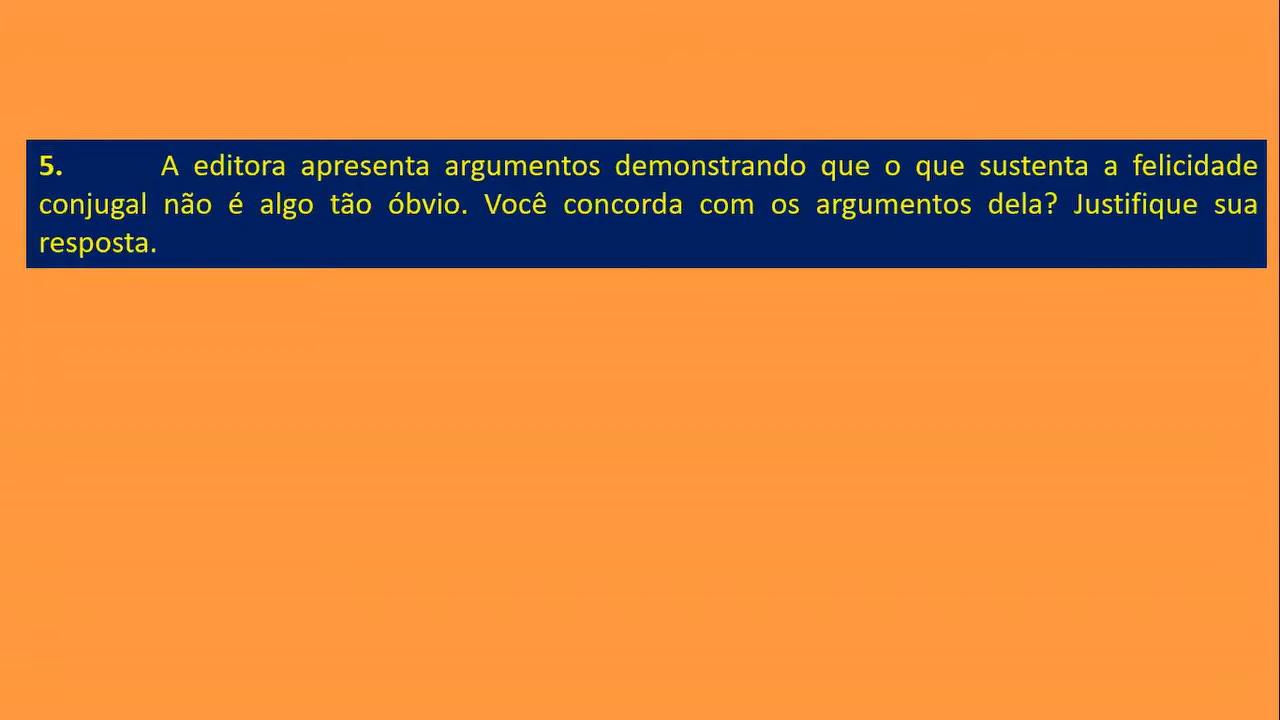 5. A editora apresenta argumentos demonstrando que o que sustenta a felicidade
conjugal não é algo tão óbvio. Você concorda com os argumentos dela? Justifique sua
resposta.